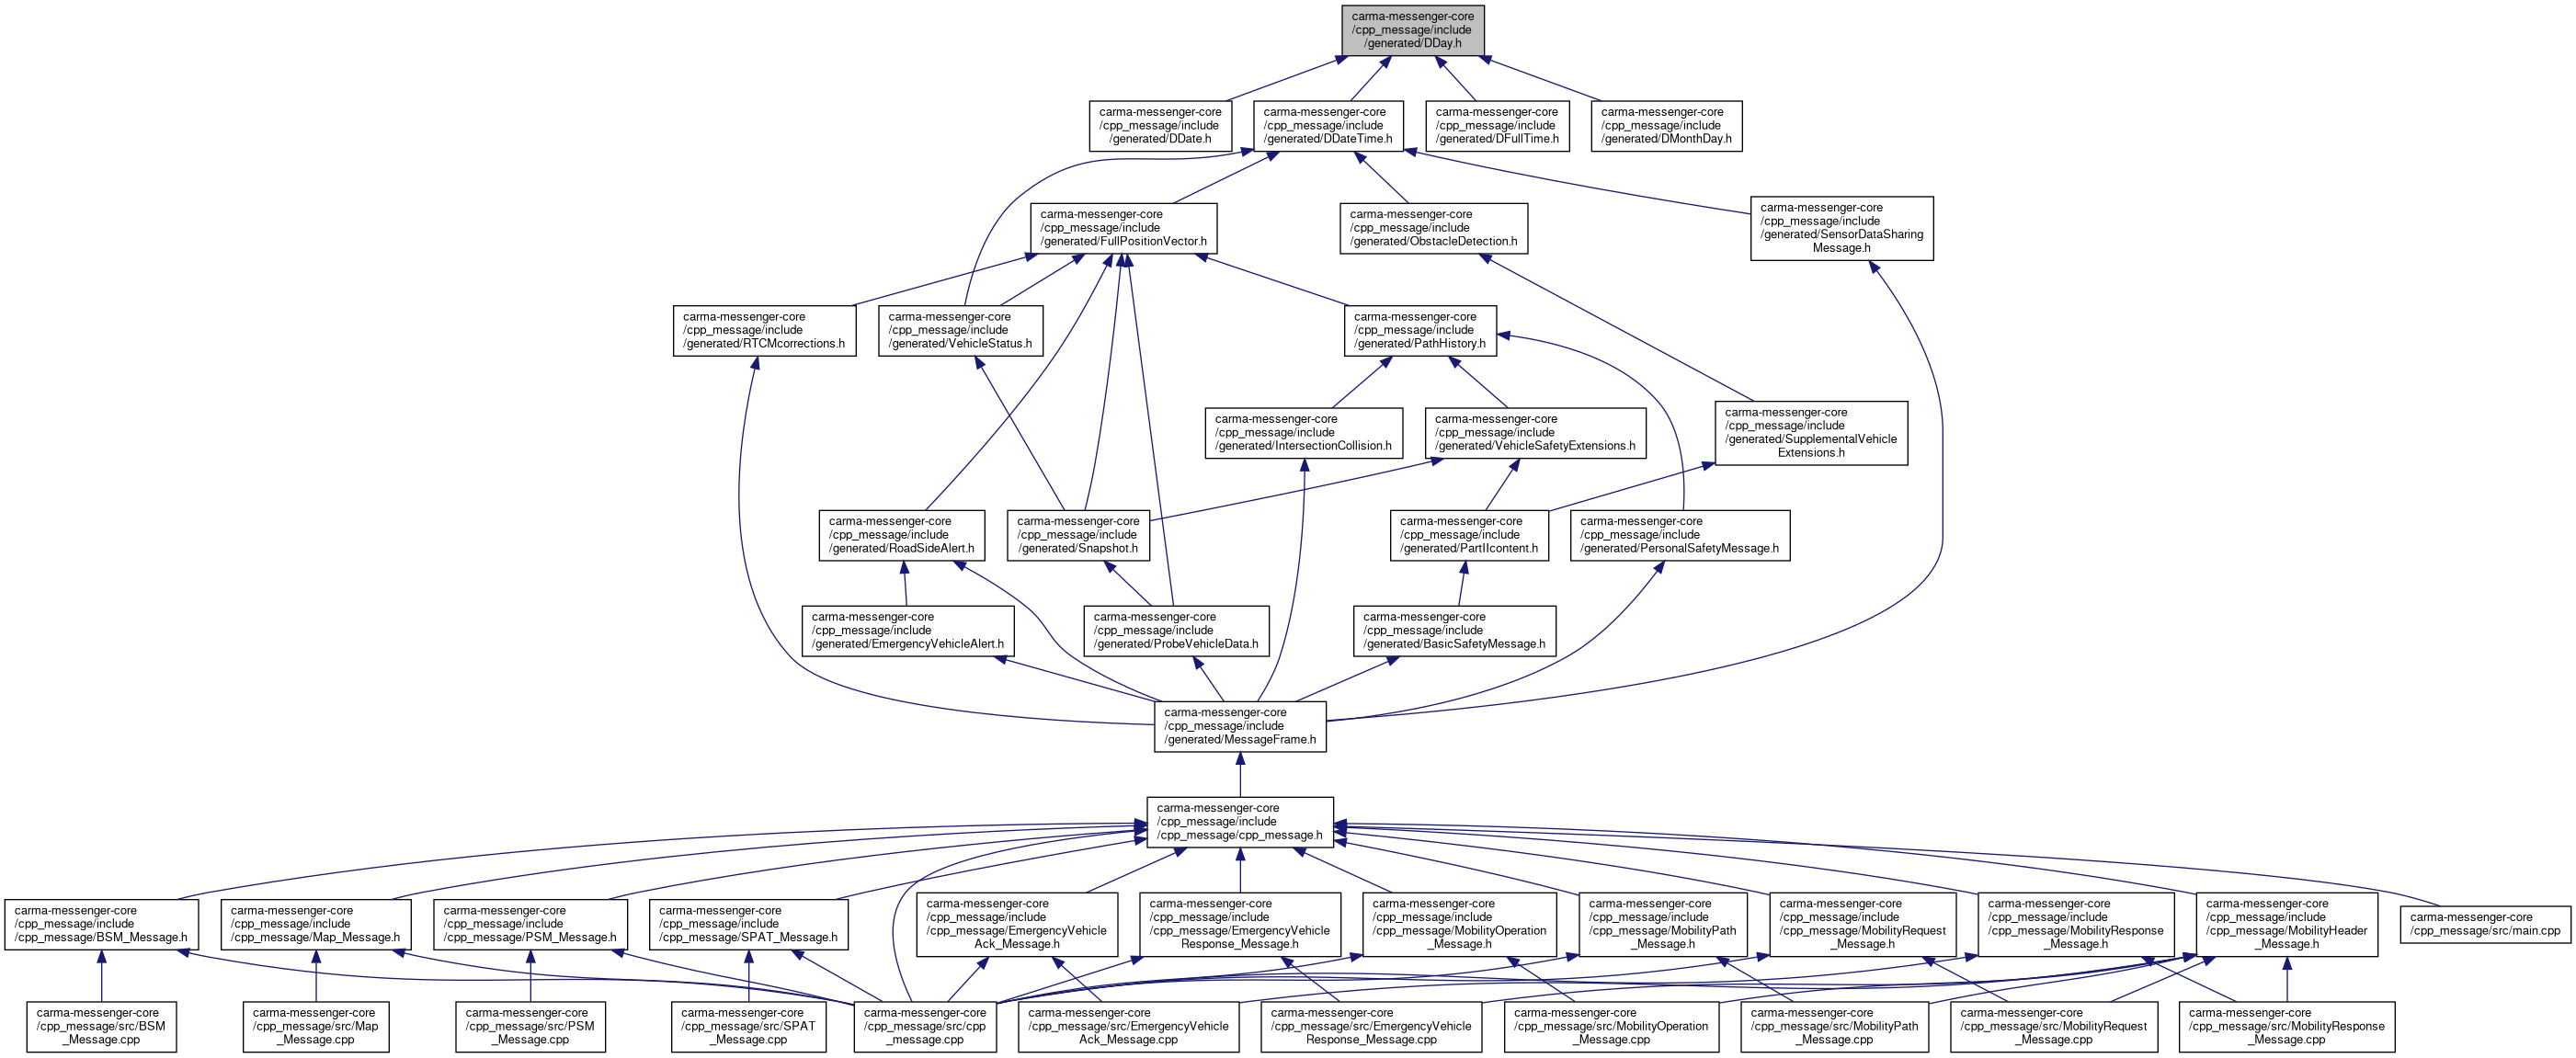 carma-messenger-core
/cpp_message/include
/generated/DDay.h
carma-messenger-core
/cpp_message/include
/generated/DDate.h
carma-messenger-core
/cpp_message/include
/generated/DDateTime.h
carma-messenger-core
/cpp_message/include
/generated/DFullTime.h
carma-messenger-core
/cpp_message/include
/generated/DMonthDay.h
carma-messenger-core
/cpp_message/include
/generated/FullPositionVector.h
carma-messenger-core
/cpp_message/include
/generated/ObstacleDetection.h
carma-messenger-core
/cpp_message/include
/generated/SensorDataSharing
Message.h
carma-messenger-core
/cpp_message/include
/generated/RTCMcorrections.h
carma-messenger-core
/cpp_message/include
/generated/VehicleStatus.h
carma-messenger-core
/cpp_message/include
/generated/PathHistory.h
carma-messenger-core
/cpp_message/include
/generated/IntersectionCollision.h
carma-messenger-core
/cpp_message/include
/generated/VehicleSafetyExtensions.h
carma-messenger-core
/cpp_message/include
/generated/SupplementalVehicle
Extensions.h
carma-messenger-core
/cpp_message/include
/generated/RoadSideAlert.h
carma-messenger-core
/cpp_message/include
/generated/Snapshot.h
carma-messenger-core
/cpp_message/include
/generated/PartIIcontent.h
carma-messenger-core
/cpp_message/include
/generated/PersonalSafetyMessage.h
carma-messenger-core
/cpp_message/include
/generated/EmergencyVehicleAlert.h
carma-messenger-core
/cpp_message/include
/generated/ProbeVehicleData.h
carma-messenger-core
/cpp_message/include
/generated/BasicSafetyMessage.h
carma-messenger-core
/cpp_message/include
/generated/MessageFrame.h
carma-messenger-core
/cpp_message/include
/cpp_message/cpp_message.h
carma-messenger-core
/cpp_message/include
/cpp_message/BSM_Message.h
carma-messenger-core
/cpp_message/include
/cpp_message/Map_Message.h
carma-messenger-core
/cpp_message/include
/cpp_message/PSM_Message.h
carma-messenger-core
/cpp_message/include
/cpp_message/SPAT_Message.h
carma-messenger-core
/cpp_message/include
/cpp_message/EmergencyVehicle
Ack_Message.h
carma-messenger-core
/cpp_message/include
/cpp_message/EmergencyVehicle
Response_Message.h
carma-messenger-core
/cpp_message/include
/cpp_message/MobilityOperation
_Message.h
carma-messenger-core
/cpp_message/include
/cpp_message/MobilityPath
_Message.h
carma-messenger-core
/cpp_message/include
/cpp_message/MobilityRequest
_Message.h
carma-messenger-core
/cpp_message/include
/cpp_message/MobilityResponse
_Message.h
carma-messenger-core
/cpp_message/include
/cpp_message/MobilityHeader
_Message.h
carma-messenger-core
/cpp_message/src/main.cpp
carma-messenger-core
/cpp_message/src/BSM
_Message.cpp
carma-messenger-core
/cpp_message/src/Map
_Message.cpp
carma-messenger-core
/cpp_message/src/PSM
_Message.cpp
carma-messenger-core
/cpp_message/src/SPAT
_Message.cpp
carma-messenger-core
/cpp_message/src/cpp
_message.cpp
carma-messenger-core
/cpp_message/src/EmergencyVehicle
Ack_Message.cpp
carma-messenger-core
/cpp_message/src/EmergencyVehicle
Response_Message.cpp
carma-messenger-core
/cpp_message/src/MobilityOperation
_Message.cpp
carma-messenger-core
/cpp_message/src/MobilityPath
_Message.cpp
carma-messenger-core
/cpp_message/src/MobilityRequest
_Message.cpp
carma-messenger-core
/cpp_message/src/MobilityResponse
_Message.cpp